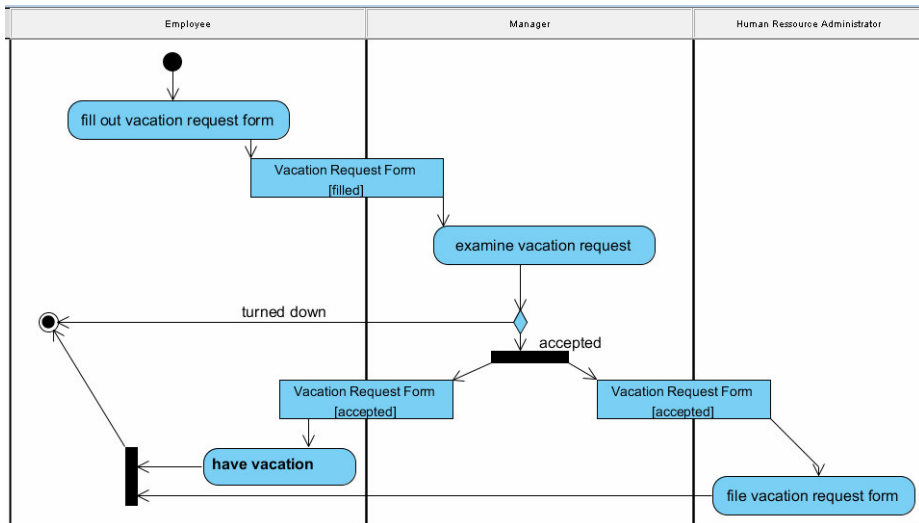 Employee
Manager
Human Ressource Administrator
fill out vacation request form
Vacation Request Form
[filled]
examine vacation request
turned down
accepted
Vacation Request Form
[accepted]
Vacation Request Form
[accepted]
have vacation
file vacation request form